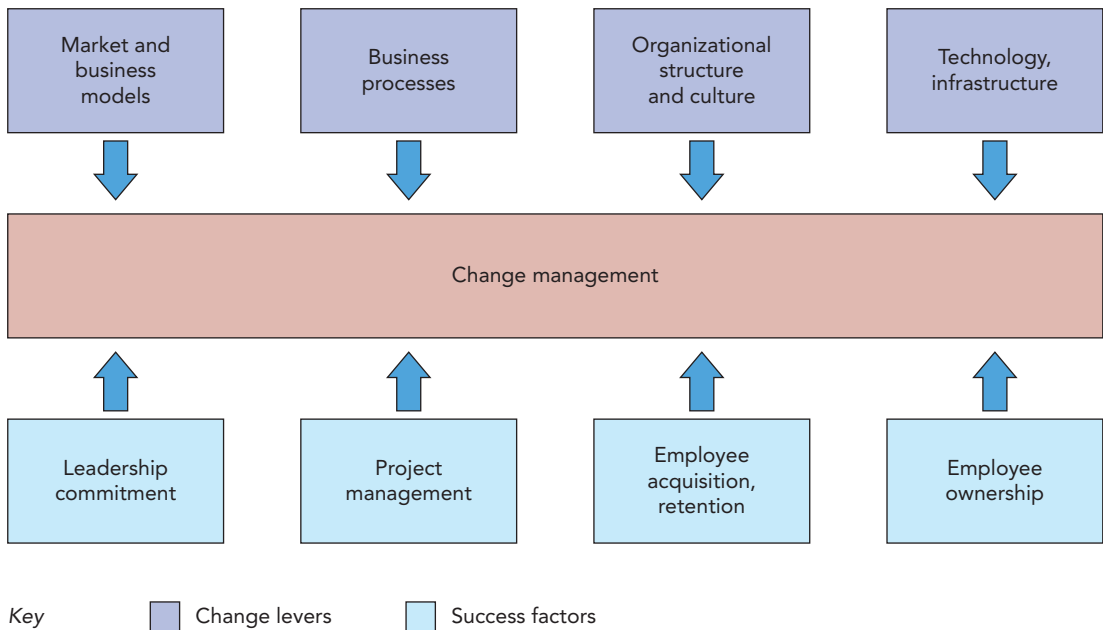 Market and
business
models
Business
processes
Organizational
structure
and culture
Technology,
infrastructure
Change management
Leadership
commitment
Project
management
Employee
acquisition,
retention
Employee
ownership
Key
Change levers
Success factors